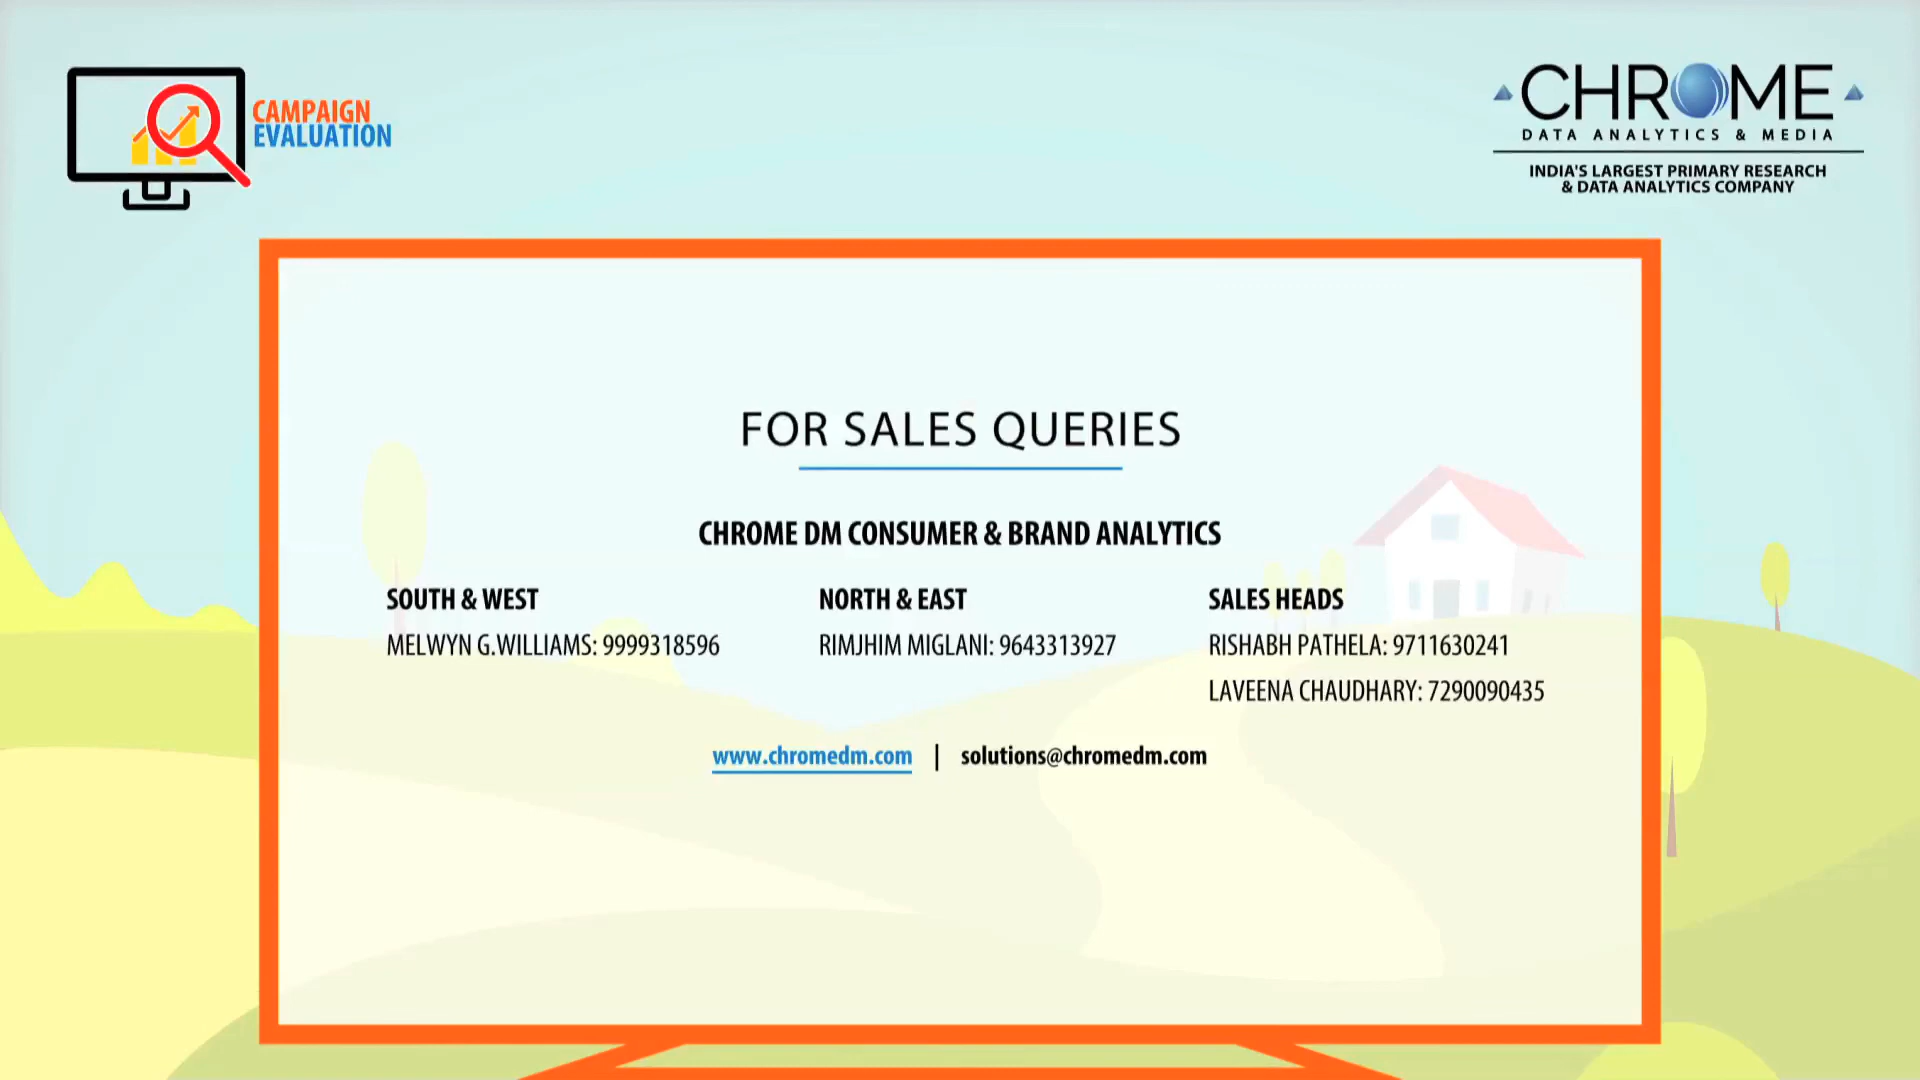 CAMPAIGN
EVALUATION
CHROME
DATA ANALYTICS & MEDIA
INDIA'S LARGEST PRIMARY RESEARCH
& DATA ANALYTICS COMPANY
FOR SALES QUERIES
CHROME DM CONSUMER & BRAND ANALYTICS
SOUTH & WEST
MELWYN G.WILLIAMS: 9999318596
NORTH & EAST
RIMJHIM MIGLANI: 9643313927
SALES HEADS
RISHABH PATHELA: 9711630241
LAVEENA CHAUDHARY: 7290090435
www.chromedm.com | solutions@chromedm.com